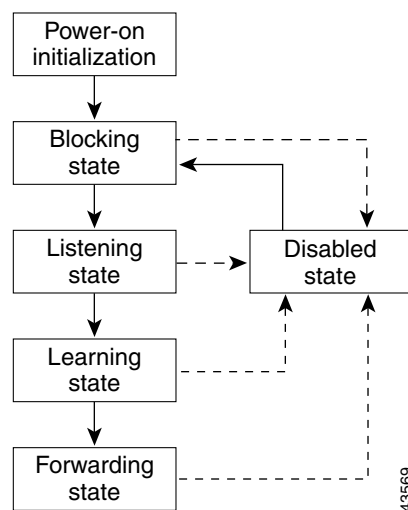 Power-on
initialization
Blocking
state
Listening
state
Disabled
state
Learning
state
Forwarding
state
43569